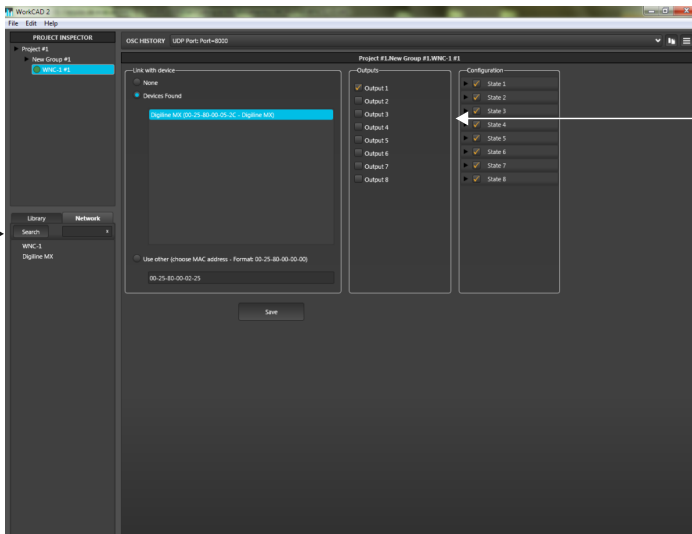 WorkCAD 2
File Edit Help
PROJECT INSPECTOR
Project #1
New Group #1
WNC-1 #1
Library Network
Search x
WNC-1
Digiline MX
OSC HISTORY UDP Port: Port=8000
Project #1.New Group #1.WNC-1 #1
Link with device
None
Devices Found
Digiline MX (00-25-80-00-05-2C - Digiline MX)
Use other (choose MAC address - Format: 00-25-80-00-00-00)
00-25-80-00-02-25
Save
Outputs
Output 1
Output 2
Output 3
Output 4
Output 5
Output 6
Output 7
Output 8
Configuration
State 1
State 2
State 3
State 4
State 5
State 6
State 7
State 8